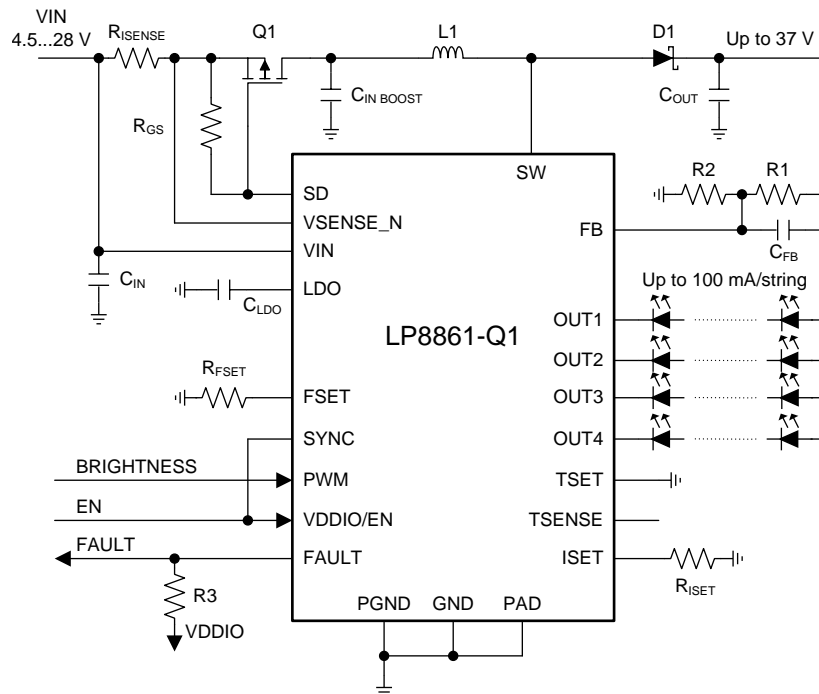 VIN
4.5...28 V
RISENSE
Q1
L1
D1
Up to 37 V
CIN BOOST
COUT
RGS
SW
R2
R1
SD
VSENSE_N
FB
VIN
CIN
CFB
LDO
CLDO
Up to 100 mA/string
OUT1
LP8861-Q1
OUT2
RFSET
FSET
OUT3
SYNC
OUT4
BRIGHTNESS
PWM
TSET
EN
VDDIO/EN
TSENSE
FAULT
FAULT
ISET
R3
RISET
PGND
GND
PAD
VDDIO